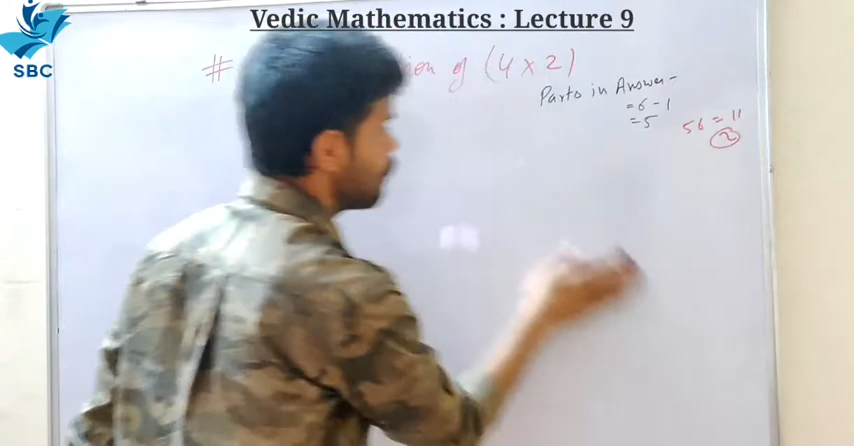 Vedic Mathematics : Lecture 9
SBC
# ion of (4 × 2)
Parts in Answer -
= 6 - 1
= 5
56 = 11
2